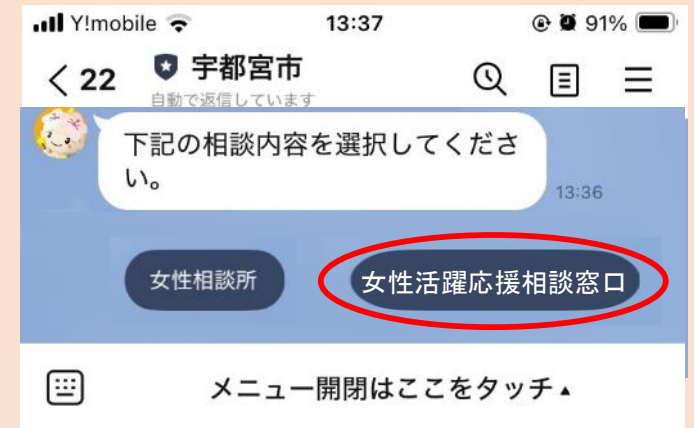 Y!mobile 13:37 91%
22 宇都宮市
自動で返信しています
下記の相談内容を選択してくださ
い。
13:36
女性相談所 女性活躍応援相談窓口
メニュー開閉はここをタッチ▲